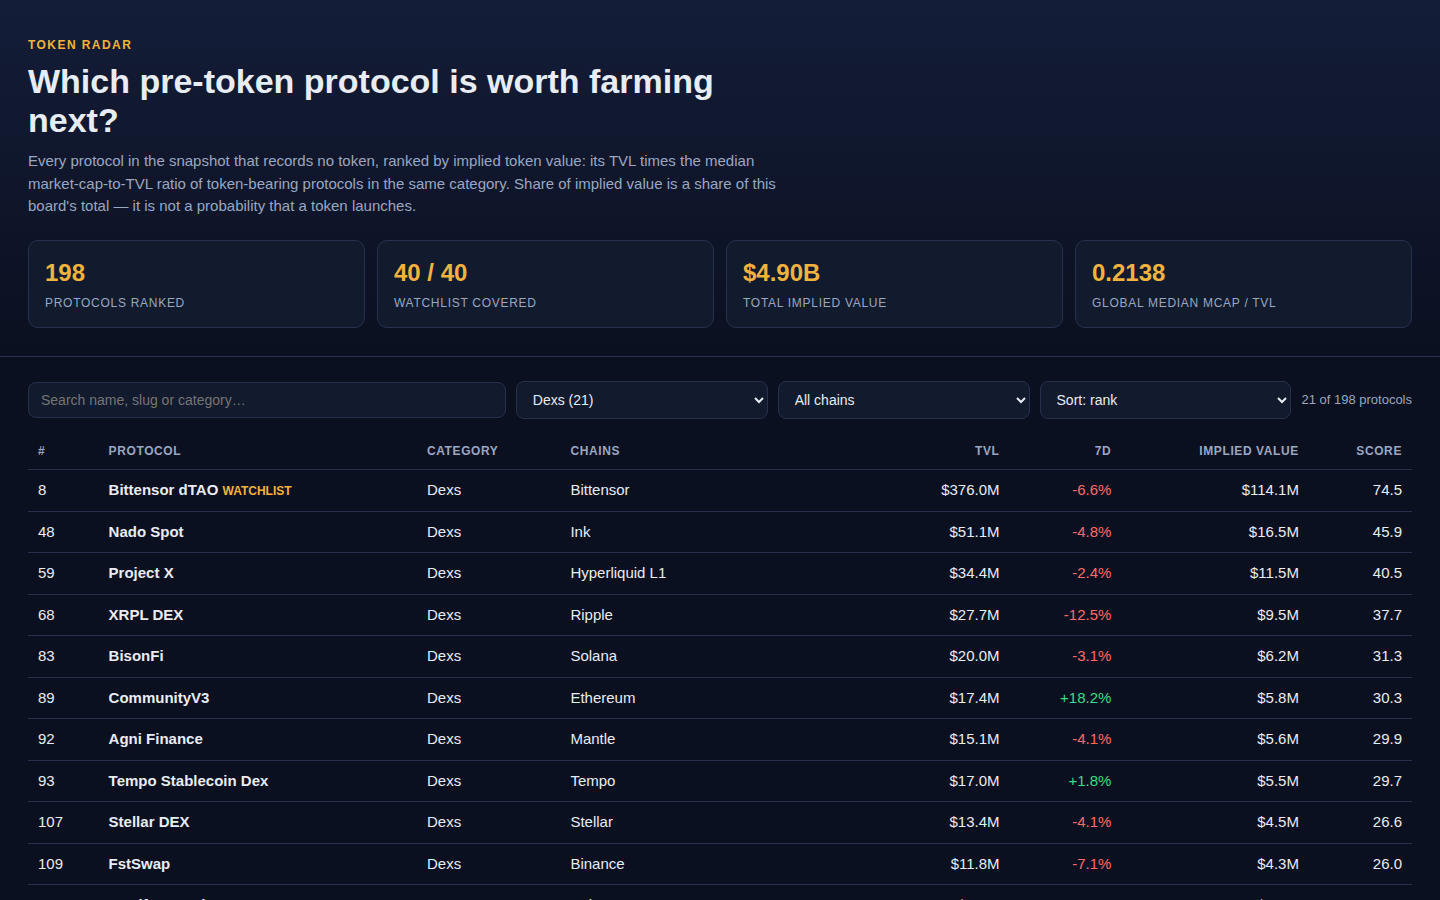 TOKEN RADAR
Which pre-token protocol is worth farming
next?
Every protocol in the snapshot that records no token, ranked by implied token value: its TVL times the median
market-cap-to-TVL ratio of token-bearing protocols in the same category. Share of implied value is a share of this
board's total — it is not a probability that a token launches.
198
PROTOCOLS RANKED
40 / 40
WATCHLIST COVERED
$4.90B
TOTAL IMPLIED VALUE
0.2138
GLOBAL MEDIAN MCAP / TVL
Search name, slug or category… Dexs (21) All chains Sort: rank 21 of 198 protocols
# PROTOCOL CATEGORY CHAINS TVL 7D IMPLIED VALUE SCORE
8 Bittensor dTAO WATCHLIST Dexs Bittensor $376.0M -6.6% $114.1M 74.5
48 Nado Spot Dexs Ink $51.1M -4.8% $16.5M 45.9
59 Project X Dexs Hyperliquid L1 $34.4M -2.4% $11.5M 40.5
68 XRPL DEX Dexs Ripple $27.7M -12.5% $9.5M 37.7
83 BisonFi Dexs Solana $20.0M -3.1% $6.2M 31.3
89 CommunityV3 Dexs Ethereum $17.4M +18.2% $5.8M 30.3
92 Agni Finance Dexs Mantle $15.1M -4.1% $5.6M 29.9
93 Tempo Stablecoin Dex Dexs Tempo $17.0M +1.8% $5.5M 29.7
107 Stellar DEX Dexs Stellar $13.4M -4.1% $4.5M 26.6
109 FstSwap Dexs Binance $11.8M -7.1% $4.3M 26.0